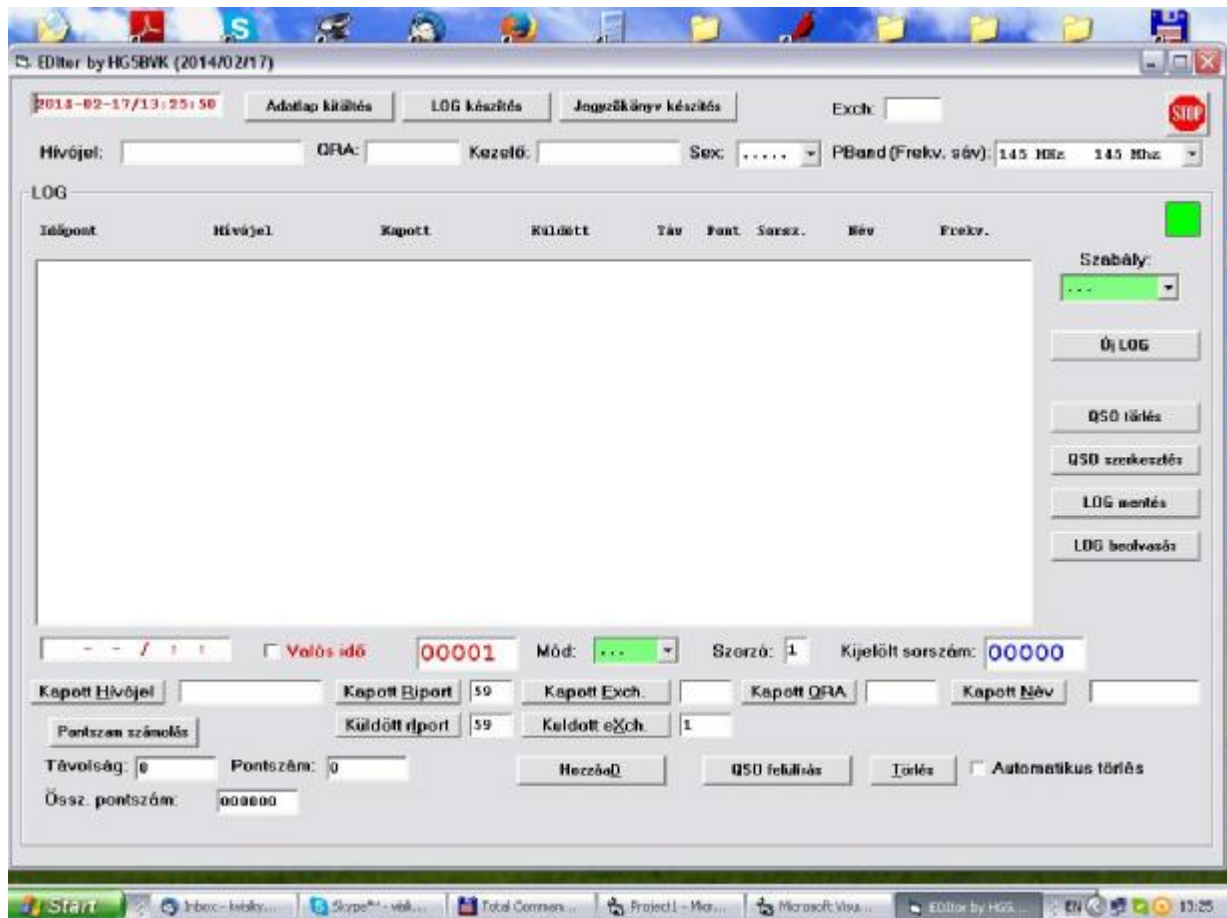 EDItor by HG5BVK (2014/02/17)
2014-02-17/13:25:50 Adatlap kitöltés LOG készítés Jegyzőkönyv készítés Exch: STOP
Hívójel: QRA: Kezelő: Sex: ..... PBand (Frekv. sáv): 145 MHz 145 Mhz
LOG
Időpont Hívójel Kapott Küldött Táv Pont Sorsz. Név Frekv.
Szabály:
...
Új LOG
QSO törlés
QSO szerkesztés
LOG mentés
LOG beolvasás
- - / : : Valós idő 00001 Mód: ... Szorzó: 1 Kijelölt sorszám: 00000
Kapott Hívójel Kapott Riport 59 Kapott Exch. Kapott QRA Kapott Név
Pontszam számolás Küldött riport 59 Kuldott eXch. 1
Távolság: 0 Pontszám: 0 HozzáaD QSO felülírás Törlés Automatikus törlés
Össz. pontszám: 000000
Start Inbox - kvisky... Skype™ - Total Comman... Project1 - Micr... Microsoft Visu... EDItor by HG5... EN 13:25